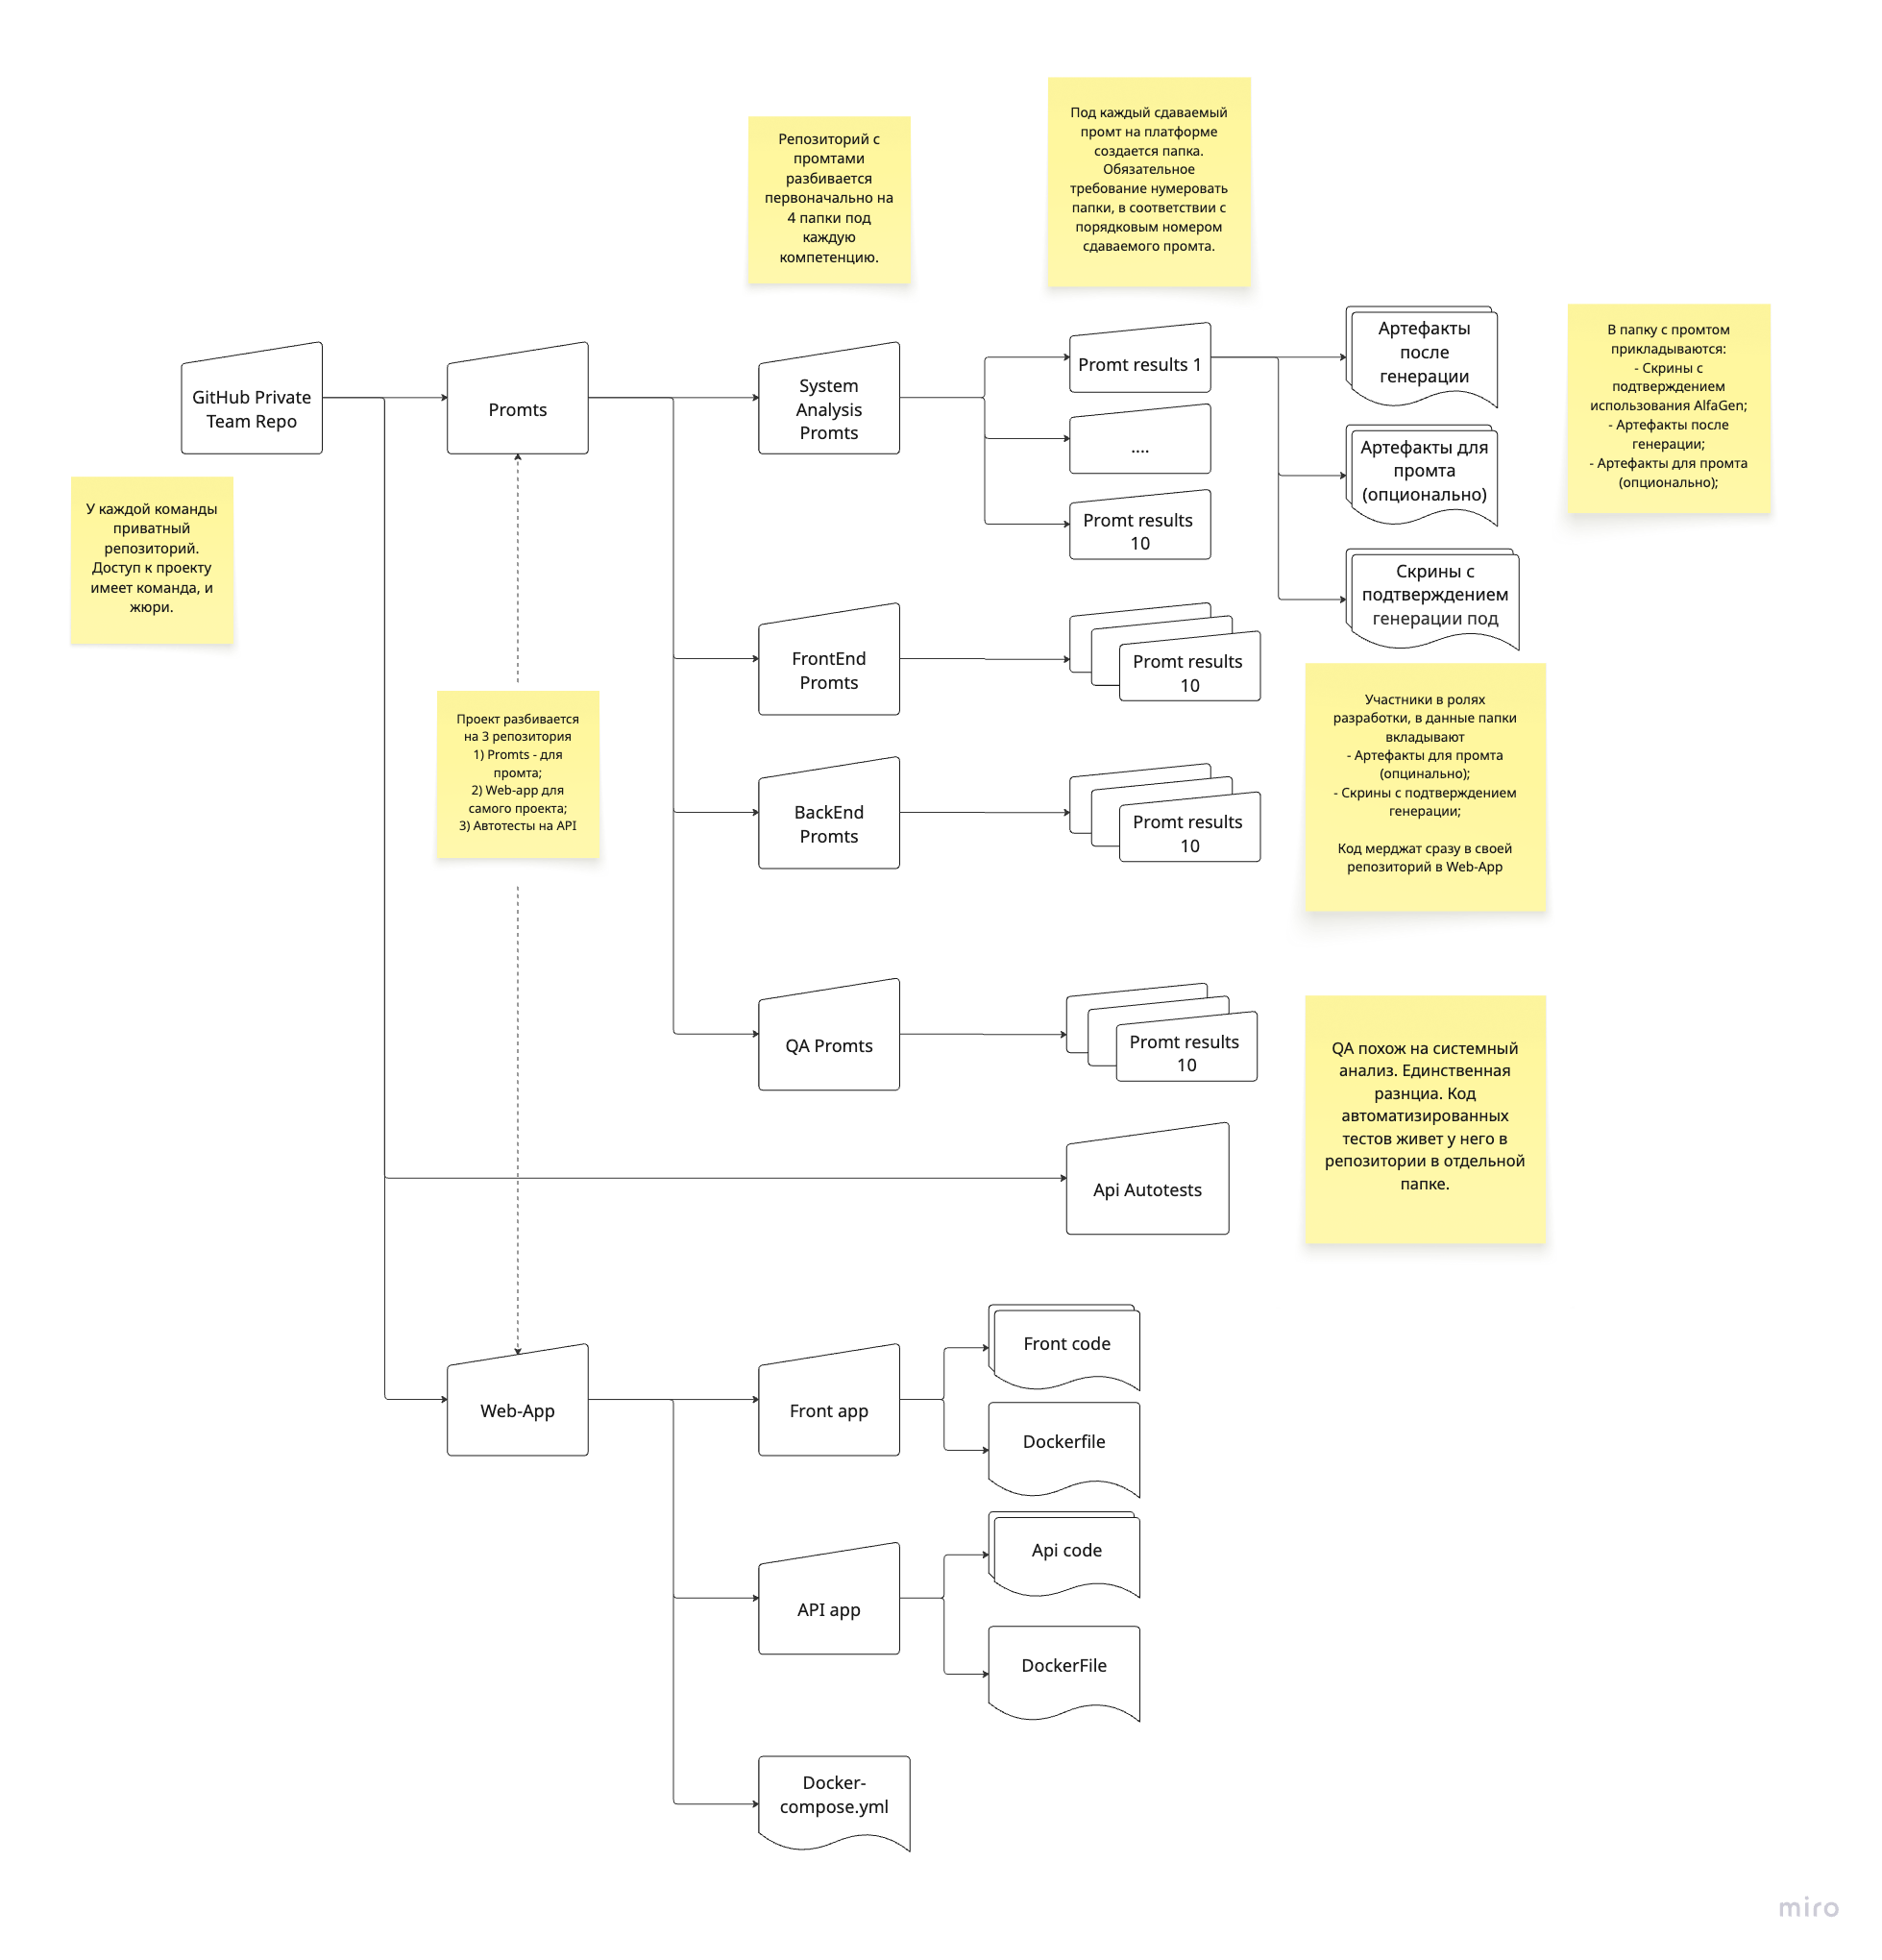 Репозиторий с
промтами
разбивается
первоначально на
4 папки под
каждую
компетенцию.
Под каждый сдаваемый
промт на платформе
создается папка.
Обязательное
требование нумеровать
папки, в соответствии с
порядковым номером
сдаваемого промта.
GitHub Private
Team Repo
Promts
System
Analysis
Promts
Promt results 1
....
Promt results
10
Артефакты
после
генерации
Артефакты для
промта
(опционально)
Скрины с
подтверждением
генерации под
В папку с промтом
прикладываются:
- Скрины с
подтверждением
использования AlfaGen;
- Артефакты после
генерации;
- Артефакты для промта
(опционально);
У каждой команды
приватный
репозиторий.
Доступ к проекту
имеет команда, и
жюри.
Проект разбивается
на 3 репозитория
1) Promts - для
промта;
2) Web-app для
самого проекта;
3) Автотесты на API
FrontEnd
Promts
Promt results
10
BackEnd
Promts
Promt results
10
Участники в ролях
разработки, в данные папки
вкладывают
- Артефакты для промта
(опцинально);
- Скрины с подтверждением
генерации;
Код мерджат сразу в своей
репозиторий в Web-App
QA Promts
Promt results
10
QA похож на системный
анализ. Единственная
разнциа. Код
автоматизированных
тестов живет у него в
репозитории в отдельной
папке.
Api Autotests
Web-App
Front app
Front code
Dockerfile
API app
Api code
DockerFile
Docker-
compose.yml
miro